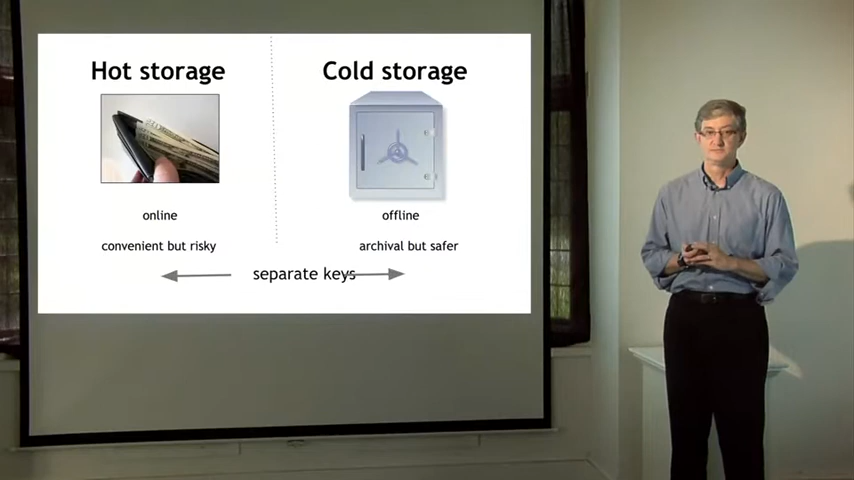 Hot storage
Cold storage
online
offline
convenient but risky
archival but safer
separate keys